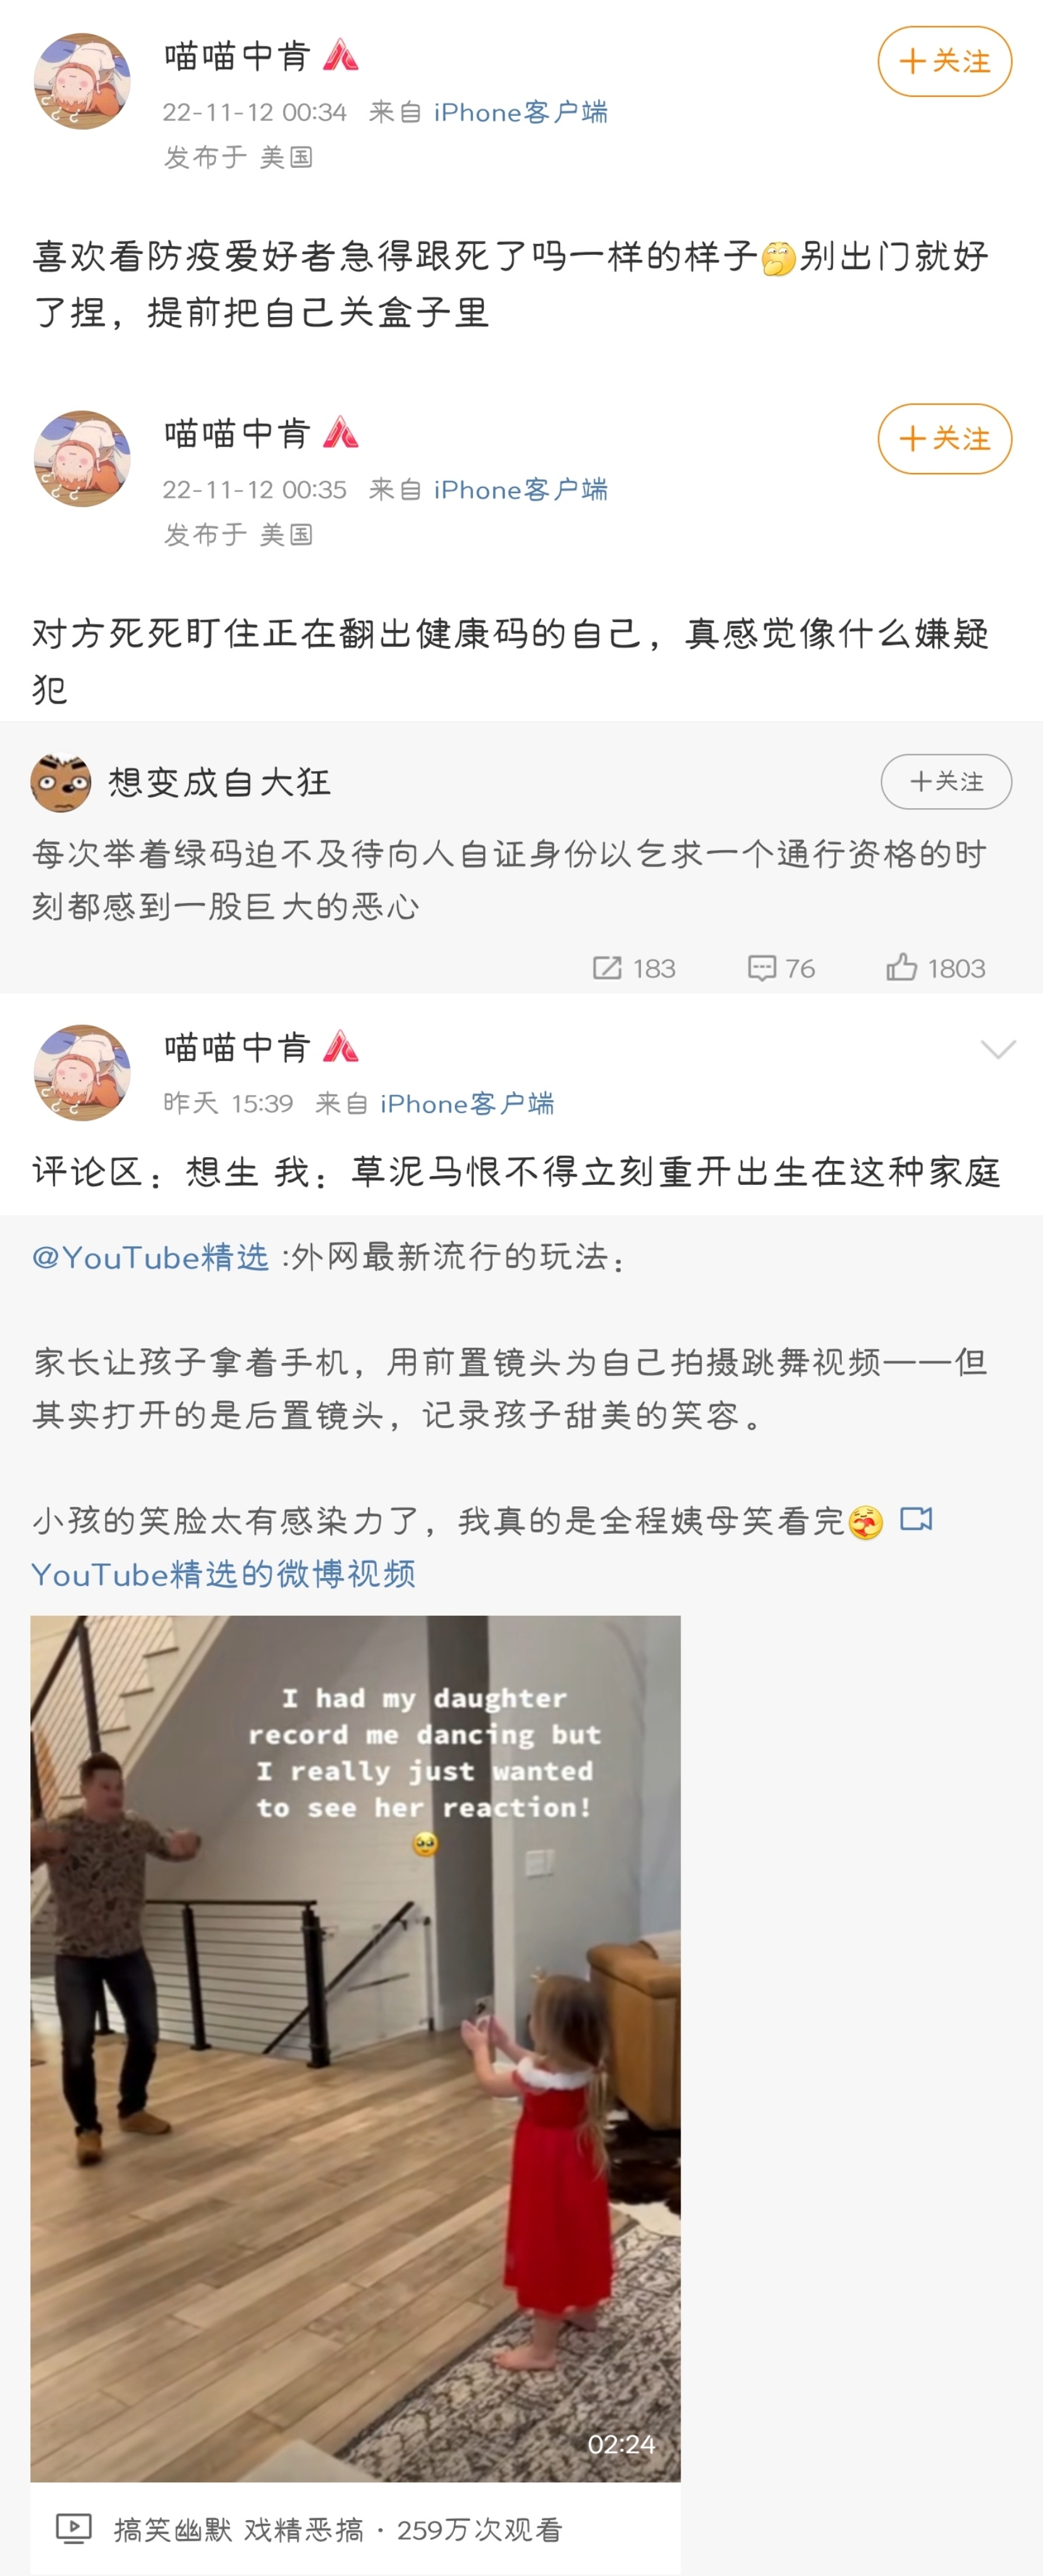 喵喵中肯
+关注
22-11-12 00:34 来自 iPhone客户端
发布于 美国
喜欢看防疫爱好者急得跟死了吗一样的样子🤔别出门就好
了捏，提前把自己关盒子里
喵喵中肯
+关注
22-11-12 00:35 来自 iPhone客户端
发布于 美国
对方死死盯住正在翻出健康码的自己，真感觉像什么嫌疑
犯
想变成自大狂
+关注
每次举着绿码迫不及待向人自证身份以乞求一个通行资格的时
刻都感到一股巨大的恶心
183 76 1803
喵喵中肯
昨天 15:39 来自 iPhone客户端
评论区：想生 我：草泥马恨不得立刻重开出生在这种家庭
@YouTube精选 :外网最新流行的玩法：
家长让孩子拿着手机，用前置镜头为自己拍摄跳舞视频——但
其实打开的是后置镜头，记录孩子甜美的笑容。
小孩的笑脸太有感染力了，我真的是全程姨母笑看完
YouTube精选的微博视频
I had my daughter
record me dancing but
I really just wanted
to see her reaction!
🥹
02:24
搞笑幽默 戏精恶搞 · 259万次观看